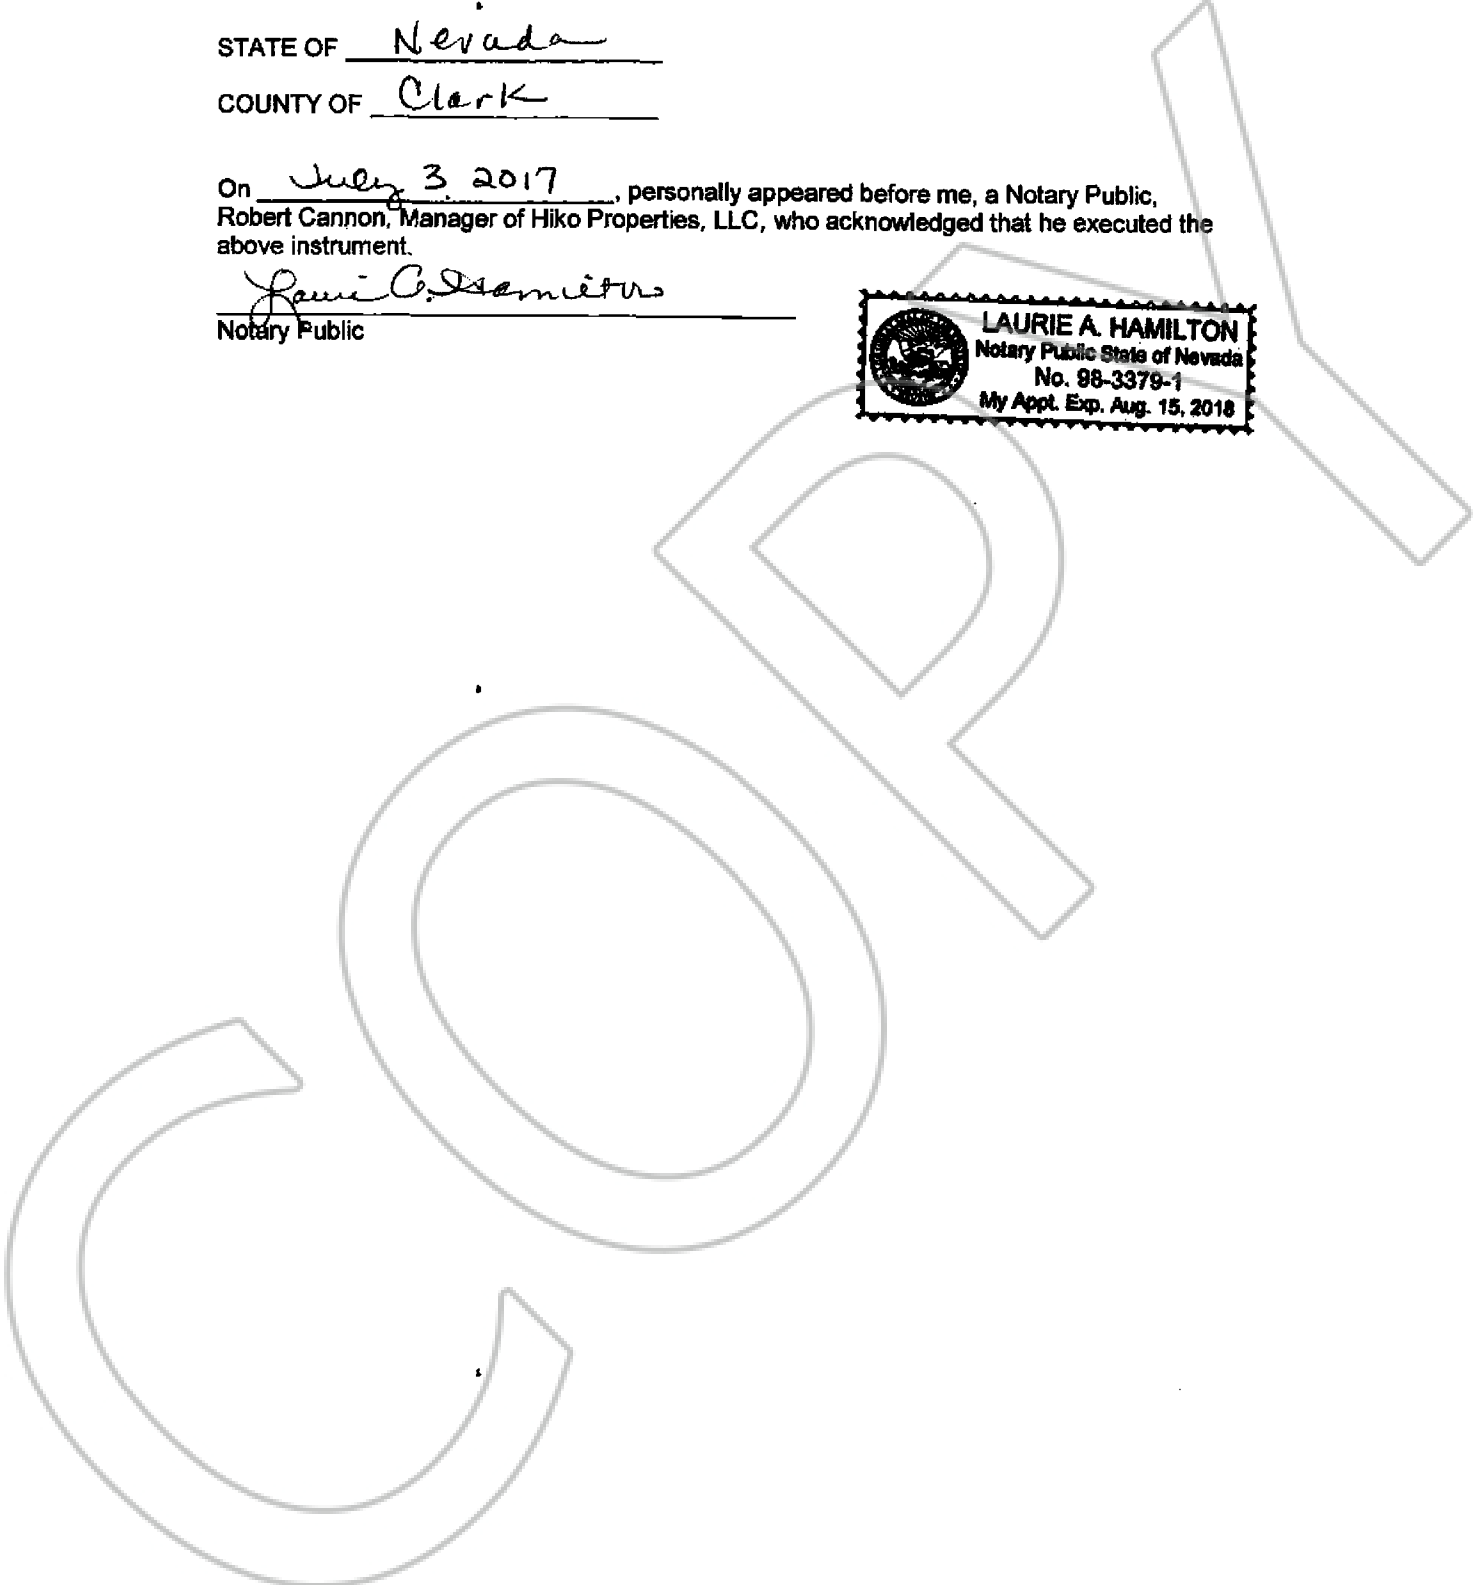 STATE OF Nevada
COUNTY OF Clark
On July 3 2017, personally appeared before me, a Notary Public,
Robert Cannon, Manager of Hiko Properties, LLC, who acknowledged that he executed the
above instrument.
Laurie A. Hamilton
Notary Public
LAURIE A. HAMILTON
Notary Public State of Nevada
No. 98-3379-1
My Appt. Exp. Aug. 15, 2018
COPY